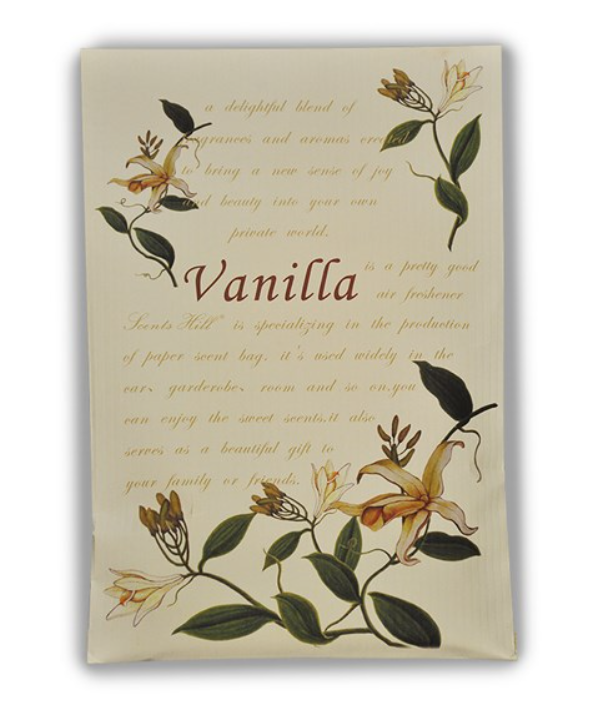 a delightful blend of
grances and aromas created
to bring a new sense of joy
and beauty into your own
private world.
Vanilla is a pretty good
air freshener
Scents Hill® is specializing in the production
of paper scent bag. it's used widely in the
car、 garderobe、 room and so on.you
can enjoy the sweet scents.it also
serves as a beautiful gift to
your family or friends.